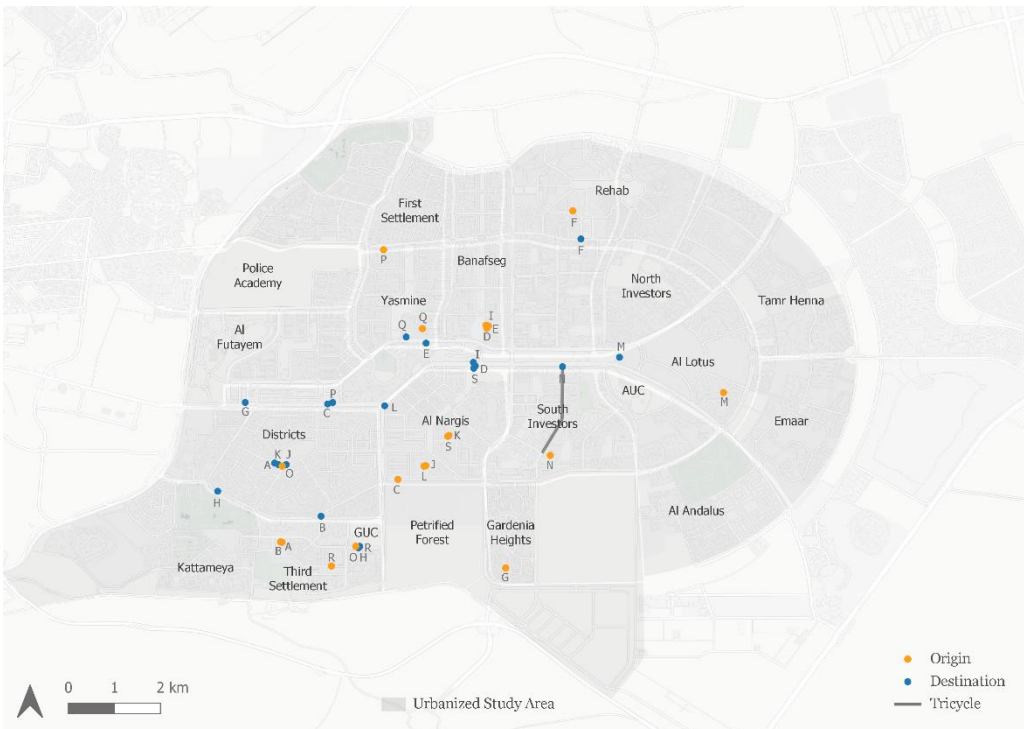 Rehab
First
Settlement
F
F
P
Banafseg
Police
Academy
North
Investors
Tamr Henna
Yasmine
Q
Q
I
E
D
E
Al
Futayem
M
I
D
S
Al Lotus
N
AUC
M
P
G
C
L
Al Nargis
South
Investors
Emaar
Districts
K
S
K
J
A
O
J
L
N
C
H
B
Al Andalus
Petrified
Forest
Gardenia
Heights
GUC
B
A
O
R
H
R
Kattameya
Third
Settlement
G
Origin
0 1 2 km
Destination
Urbanized Study Area
Tricycle